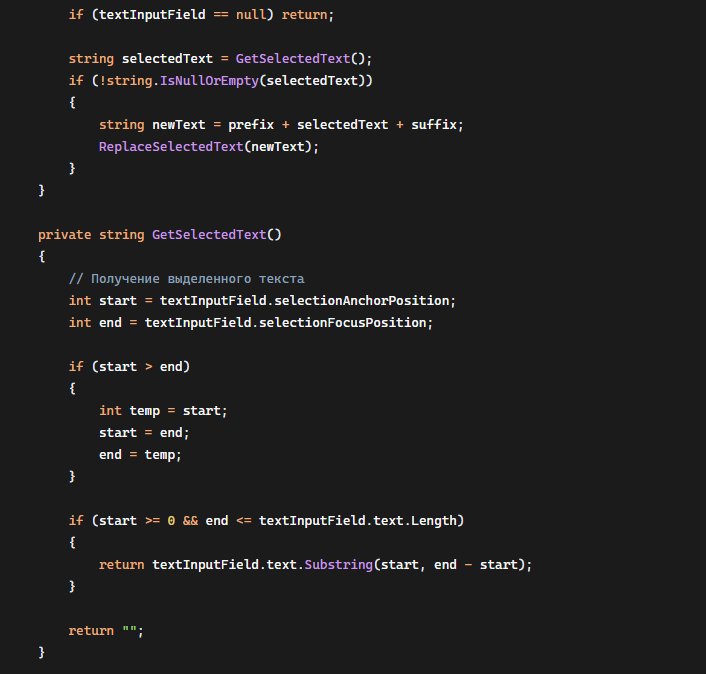 if (textInputField == null) return;
string selectedText = GetSelectedText();
if (!string.IsNullOrEmpty(selectedText))
{
string newText = prefix + selectedText + suffix;
ReplaceSelectedText(newText);
}
}
private string GetSelectedText()
{
// Получение выделенного текста
int start = textInputField.selectionAnchorPosition;
int end = textInputField.selectionFocusPosition;
if (start > end)
{
int temp = start;
start = end;
end = temp;
}
if (start >= 0 && end <= textInputField.text.Length)
{
return textInputField.text.Substring(start, end - start);
}
return "";
}